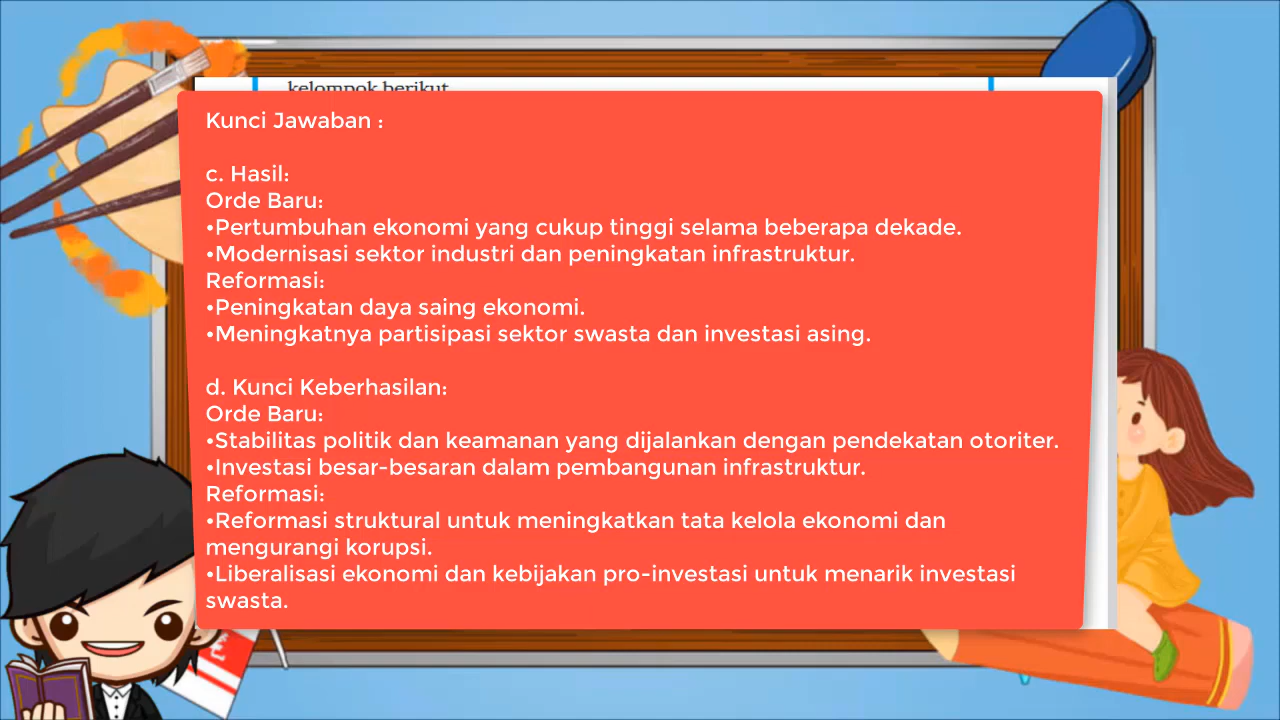 kelompok berikut
Kunci Jawaban :
c. Hasil:
Orde Baru:
•Pertumbuhan ekonomi yang cukup tinggi selama beberapa dekade.
•Modernisasi sektor industri dan peningkatan infrastruktur.
Reformasi:
•Peningkatan daya saing ekonomi.
•Meningkatnya partisipasi sektor swasta dan investasi asing.
d. Kunci Keberhasilan:
Orde Baru:
•Stabilitas politik dan keamanan yang dijalankan dengan pendekatan otoriter.
•Investasi besar-besaran dalam pembangunan infrastruktur.
Reformasi:
•Reformasi struktural untuk meningkatkan tata kelola ekonomi dan
mengurangi korupsi.
•Liberalisasi ekonomi dan kebijakan pro-investasi untuk menarik investasi
swasta.